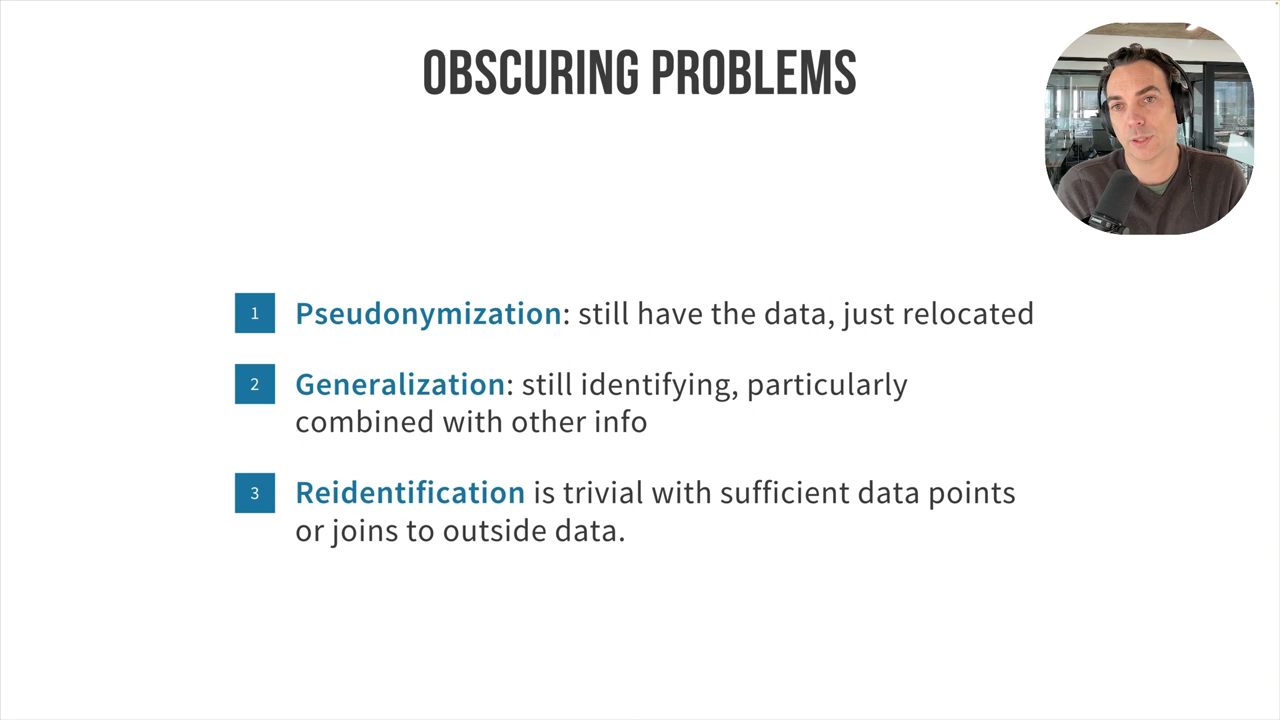 OBSCURING PROBLEMS
1 Pseudonymization: still have the data, just relocated
2 Generalization: still identifying, particularly
combined with other info
3 Reidentification is trivial with sufficient data points
or joins to outside data.